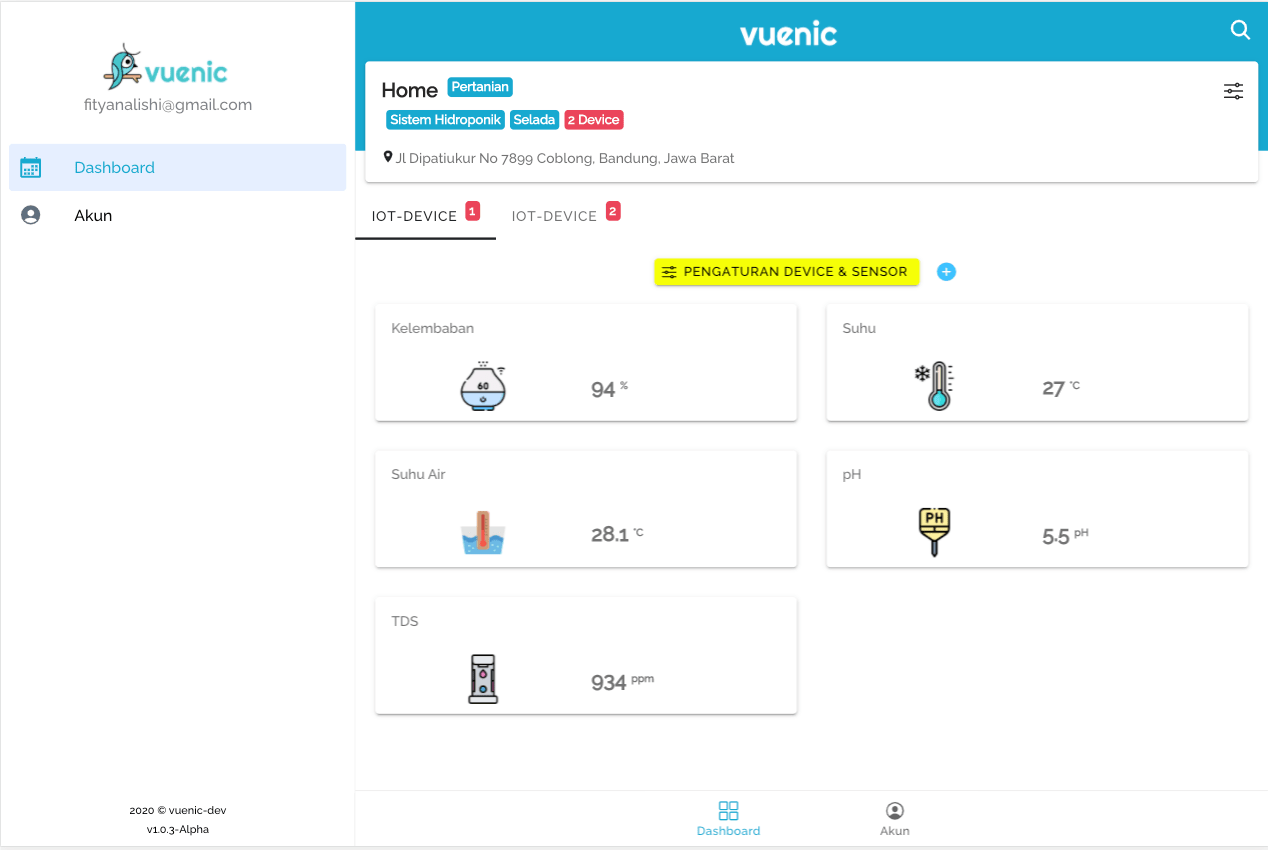 vuenic
fityanalishi@gmail.com
Dashboard
Akun
2020 © vuenic-dev
v1.0.3-Alpha
vuenic
Home Pertanian
Sistem Hidroponik Selada 2 Device
Jl Dipatiukur No 7899 Coblong, Bandung, Jawa Barat
IOT-DEVICE 1 IOT-DEVICE 2
PENGATURAN DEVICE & SENSOR
Kelembaban
60
94 %
Suhu
27 °C
Suhu Air
28.1 °C
pH
PH
5.5 pH
TDS
934 ppm
Dashboard
Akun